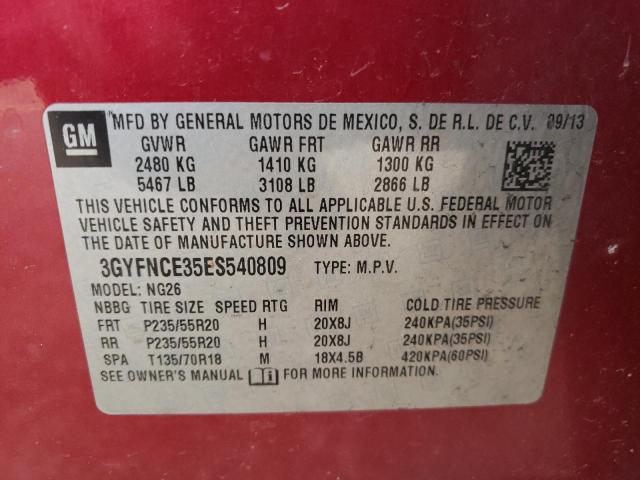 GM
MFD BY GENERAL MOTORS DE MEXICO, S. DE R.L. DE C.V. 09/13
GVWR GAWR FRT GAWR RR
2480 KG 1410 KG 1300 KG
5467 LB 3108 LB 2866 LB
THIS VEHICLE CONFORMS TO ALL APPLICABLE U.S. FEDERAL MOTOR
VEHICLE SAFETY AND THEFT PREVENTION STANDARDS IN EFFECT ON
THE DATE OF MANUFACTURE SHOWN ABOVE.
3GYFNCE35ES540809 TYPE: M.P.V.
MODEL: NG26
NBBG TIRE SIZE SPEED RTG RIM COLD TIRE PRESSURE
FRT P235/55R20 H 20X8J 240KPA(35PSI)
RR P235/55R20 H 20X8J 240KPA(35PSI)
SPA T135/70R18 M 18X4.5B 420KPA(60PSI)
SEE OWNER'S MANUAL FOR MORE INFORMATION.